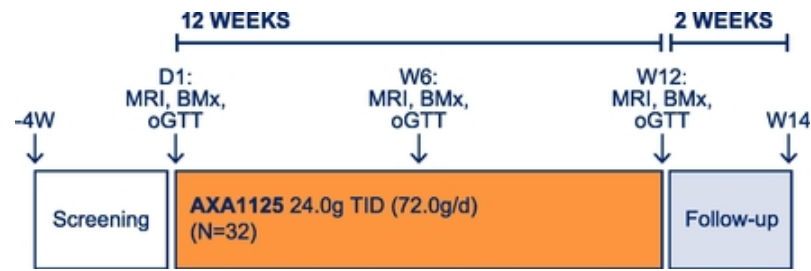 12 WEEKS
2 WEEKS
D1:
MRI, BMx,
oGTT
W6:
MRI, BMx,
oGTT
W12:
MRI, BMx,
oGTT
-4W
W14
Screening
AXA1125 24.0g TID (72.0g/d)
(N=32)
Follow-up